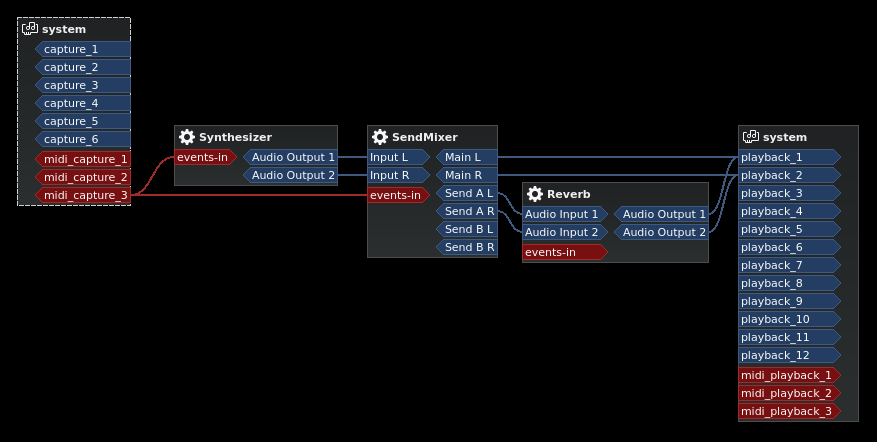 system
capture_1
capture_2
capture_3
capture_4
capture_5
capture_6
midi_capture_1
midi_capture_2
midi_capture_3
Synthesizer
events-in
Audio Output 1
Audio Output 2
SendMixer
Input L
Main L
Input R
Main R
Send A L
events-in
Send A R
Send B L
Send B R
Reverb
Audio Input 1
Audio Output 1
Audio Input 2
Audio Output 2
events-in
system
playback_1
playback_2
playback_3
playback_4
playback_5
playback_6
playback_7
playback_8
playback_9
playback_10
playback_11
playback_12
midi_playback_1
midi_playback_2
midi_playback_3